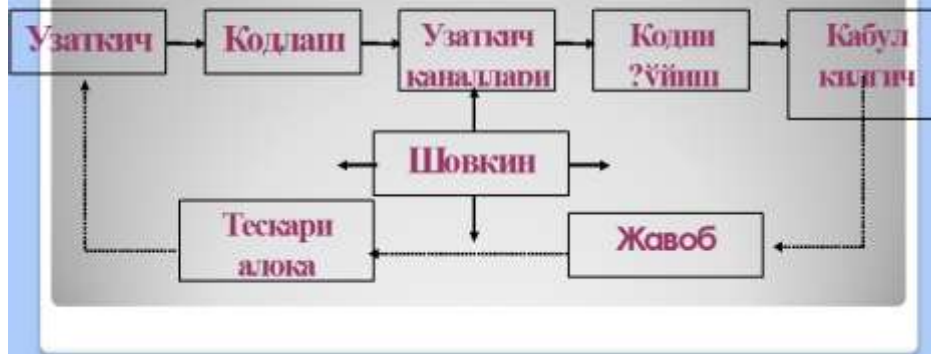 Узаткич
Кодлаш
Узаткич
каналлари
Кодни
?ўйиш
Кабул
килгич
Шовкин
Тескари
алока
Жавоб